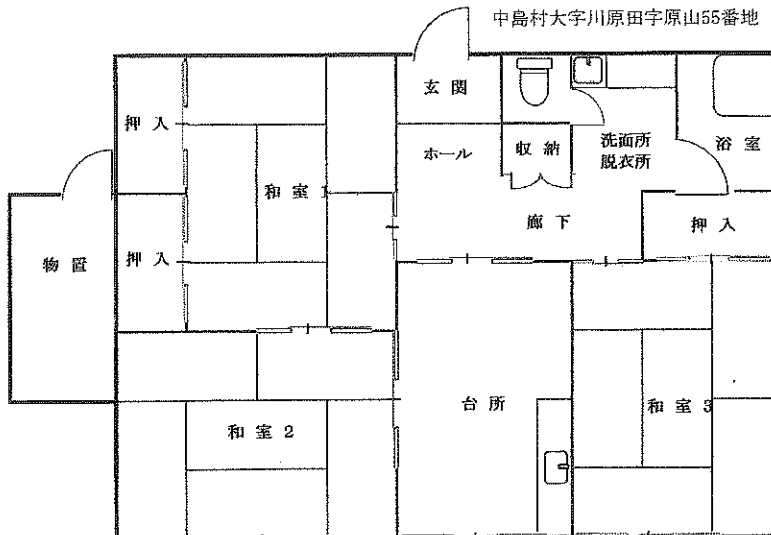 中島村大字川原田字原山55番地
玄関
押入
ホール
収納
洗面所
脱衣所
浴室
和室1
廊下
押入
物置
押入
台所
和室3
和室2